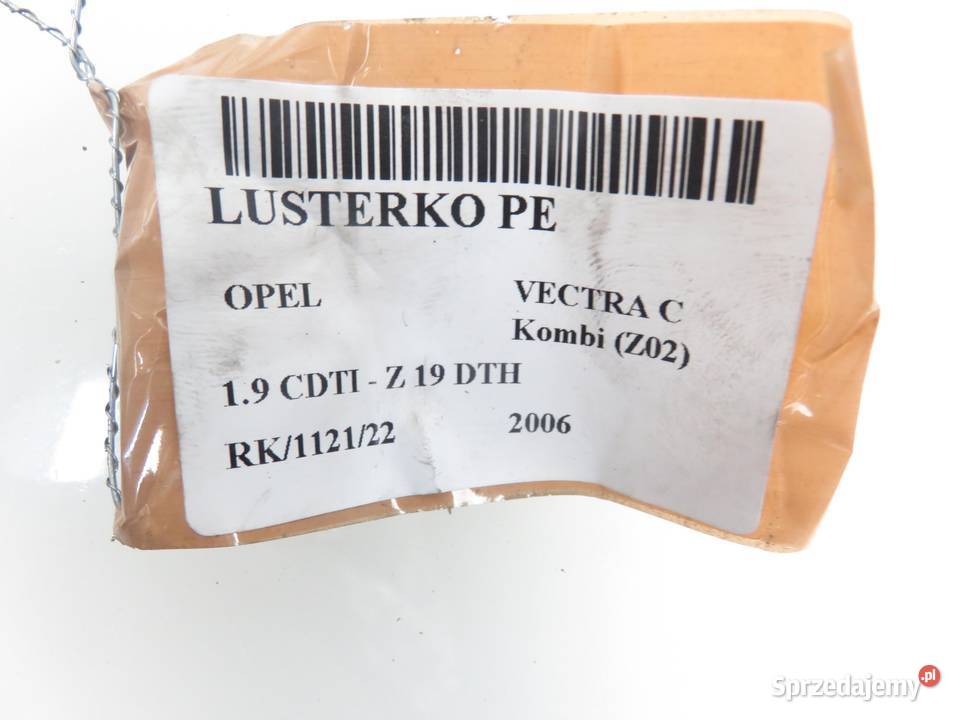 LUSTERKO PE
OPEL VECTRA C
Kombi (Z02)
1.9 CDTI - Z 19 DTH
RK/1121/22 2006
Sprzedajemy .pl